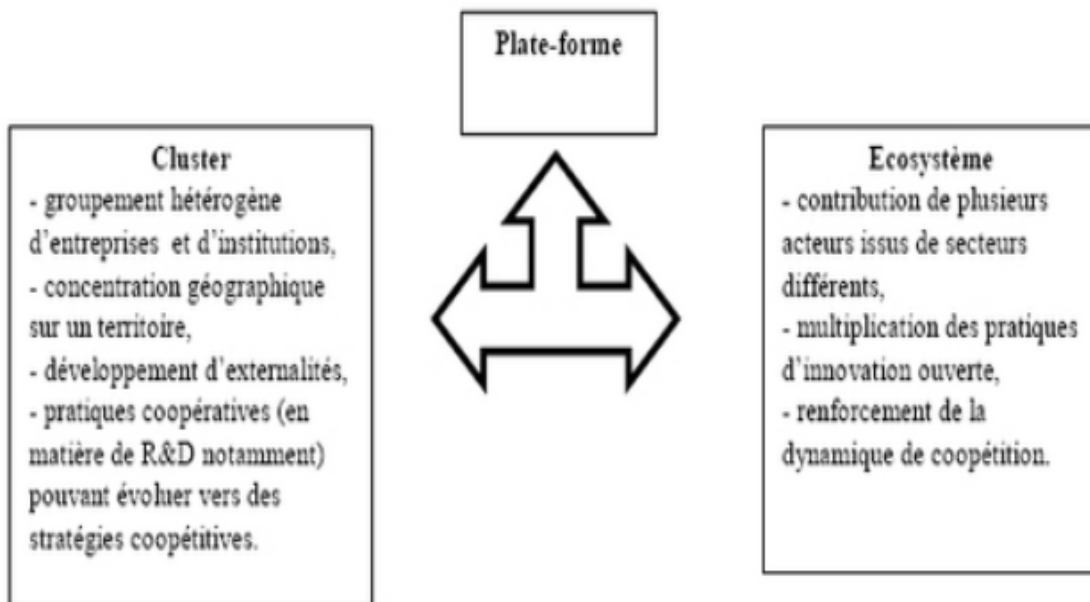 Plate-forme
Cluster
- groupement hétérogène
d'entreprises et d'institutions,
- concentration géographique
sur un territoire,
- développement d'externalités,
- pratiques coopératives (en
matière de R&D notamment)
pouvant évoluer vers des
stratégies coopétitives.
Ecosystème
- contribution de plusieurs
acteurs issus de secteurs
différents,
- multiplication des pratiques
d'innovation ouverte,
- renforcement de la
dynamique de coopétition.